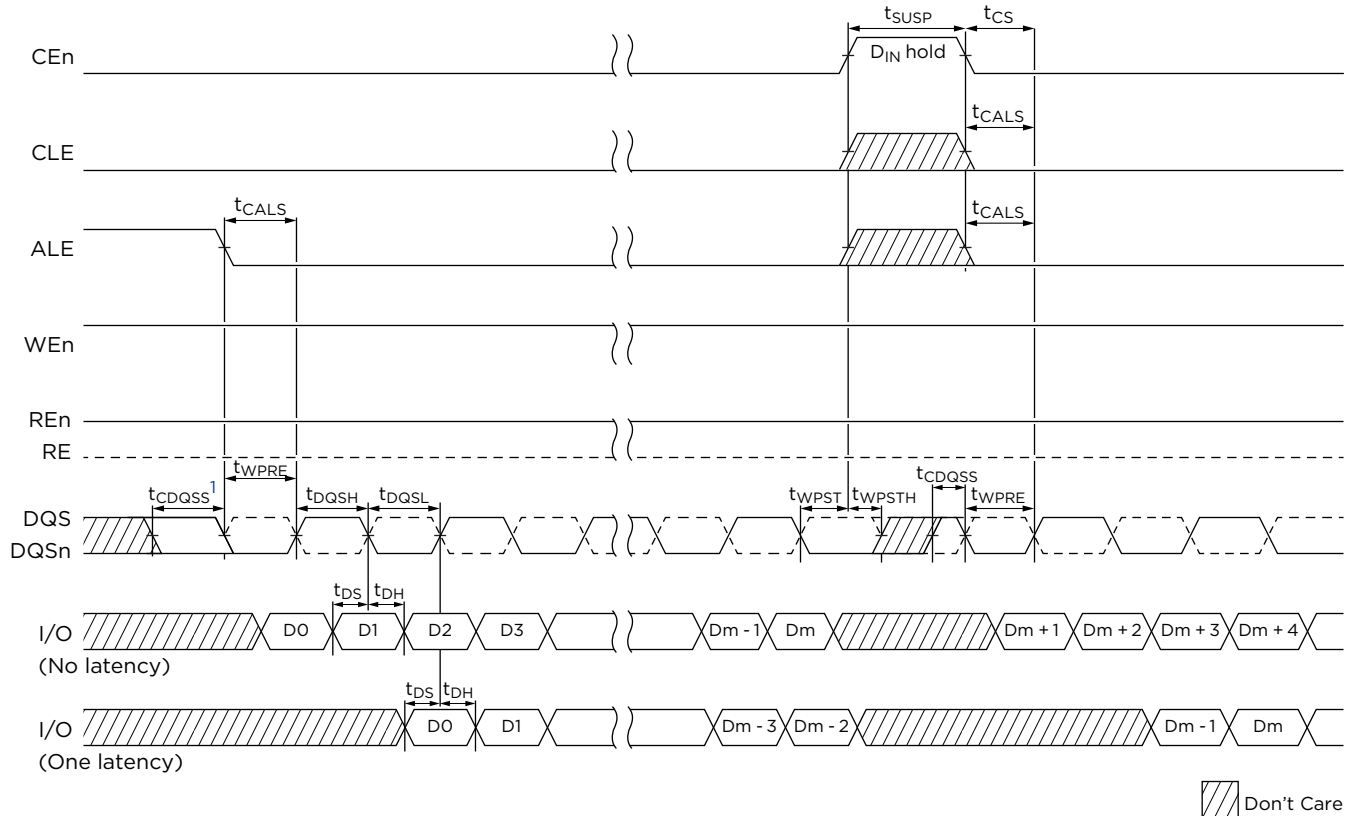 tSUSP tCS
CEn DIN hold
tCALS
CLE
tCALS tCALS
ALE
WEn
REn
RE
tCDQSS1 tWPRE tDQSH tDQSL tWPST tWPSTH tCDQSS tWPRE
DQS
DQSn
tDS tDH
I/O D0 D1 D2 D3 Dm - 1 Dm Dm + 1 Dm + 2 Dm + 3 Dm + 4
(No latency)
tDS tDH
I/O D0 D1 Dm - 3 Dm - 2 Dm - 1 Dm
(One latency)
Don't Care